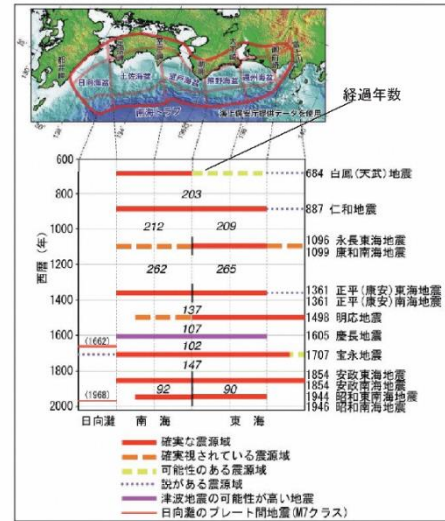 日向海盆
土佐海盆
室戸海盆
熊野海盆
遠州海盆
南海トラフ
海上保安庁提供データを使用
経過年数
西暦(年)
600
684 白鳳(天武)地震
203
800
887 仁和地震
212 209
1000
1096 永長東海地震
1099 康和南海地震
1200
262 265
1361 正平(康安)東海地震
1361 正平(康安)南海地震
1400
137
1498 明応地震
107
1600
1605 慶長地震
(1662)
102
1707 宝永地震
147
1800
1854 安政東海地震
1854 安政南海地震
(1968)
92 90
1944 昭和東南海地震
1946 昭和南海地震
2000
日向灘 南海 東海
確実な震源域
確実視されている震源域
可能性のある震源域
説がある震源域
津波地震の可能性が高い地震
日向灘のプレート間地震(M7クラス)